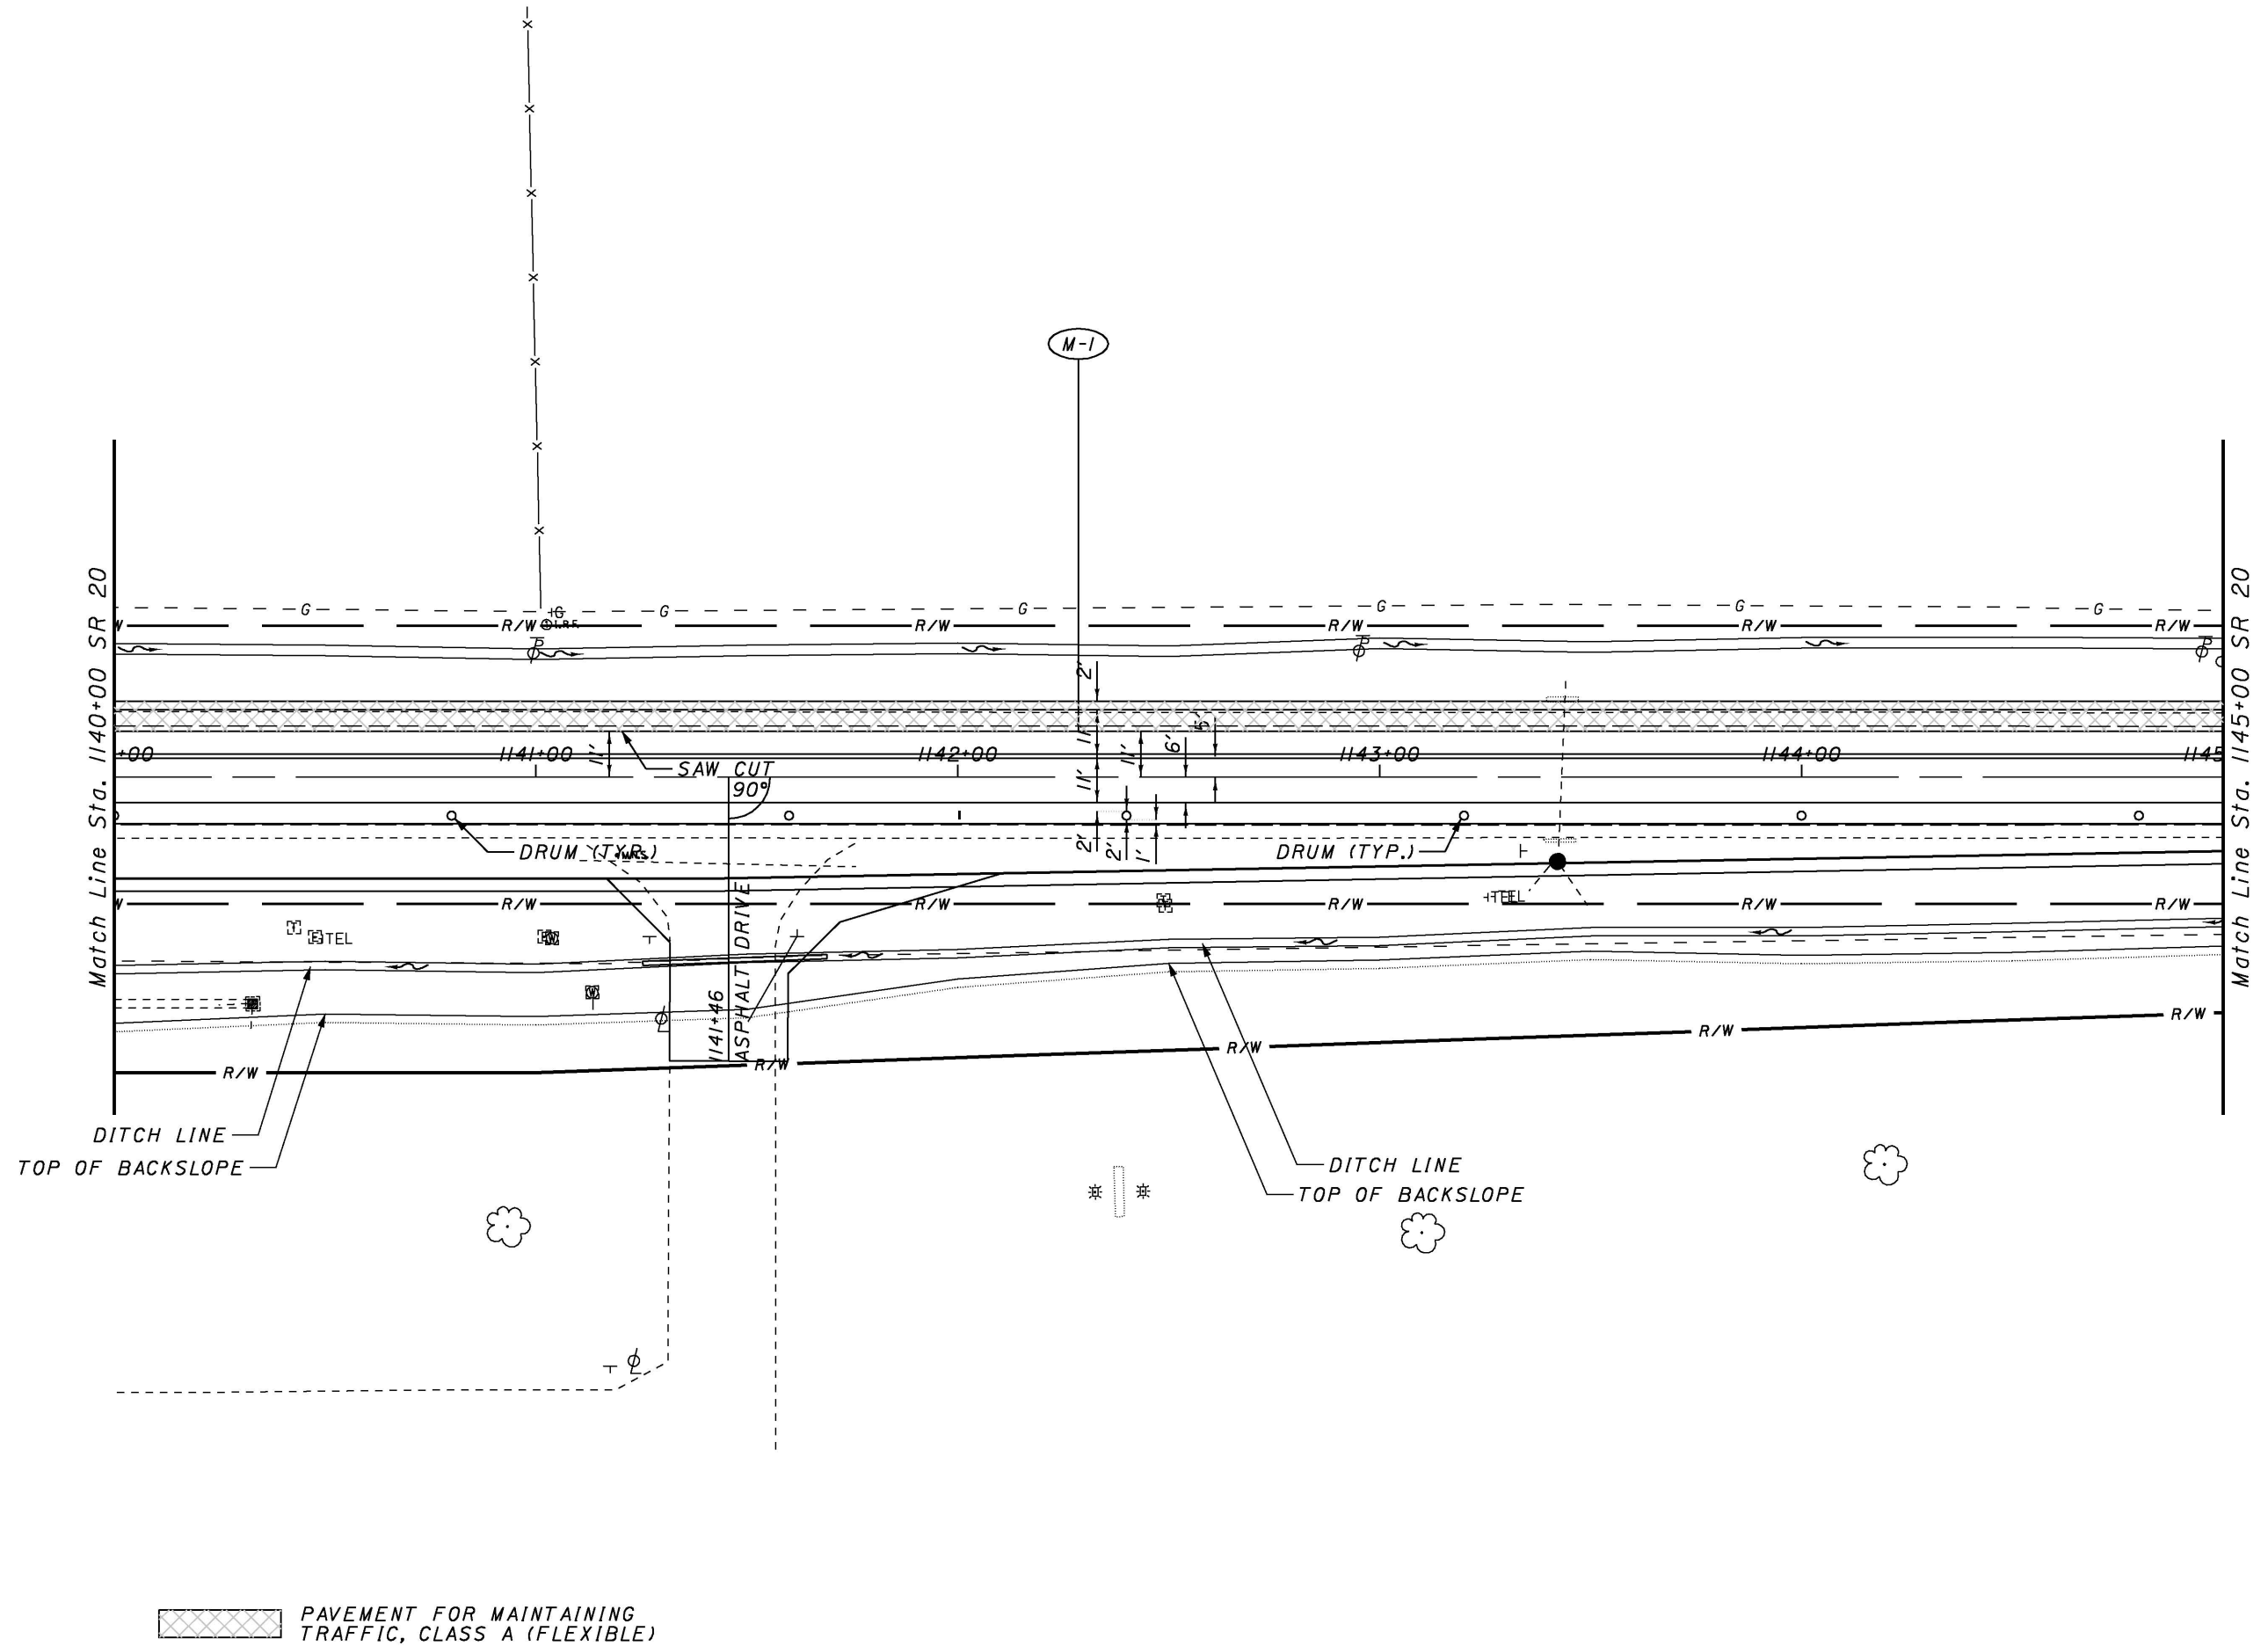 M-1
Match Line Sta. 1140+00 SR 20
Match Line Sta. 1145+00 SR 20
G G G G G G
+G
R/W R/W R/W R/W R/W
P P P
2'
11'
11'
11'
11'
6'
5'
2'
2'
1'
+00 1141+00 1142+00 1143+00 1144+00 1145
SAW CUT
90°
DRUM (TYP.)
DRUM (TYP.)
R/W R/W R/W R/W R/W
TEL
TEL
1141+46
ASPHALT DRIVE
R/W R/W R/W R/W R/W
DITCH LINE
TOP OF BACKSLOPE
DITCH LINE
TOP OF BACKSLOPE
PAVEMENT FOR MAINTAINING
TRAFFIC, CLASS A (FLEXIBLE)